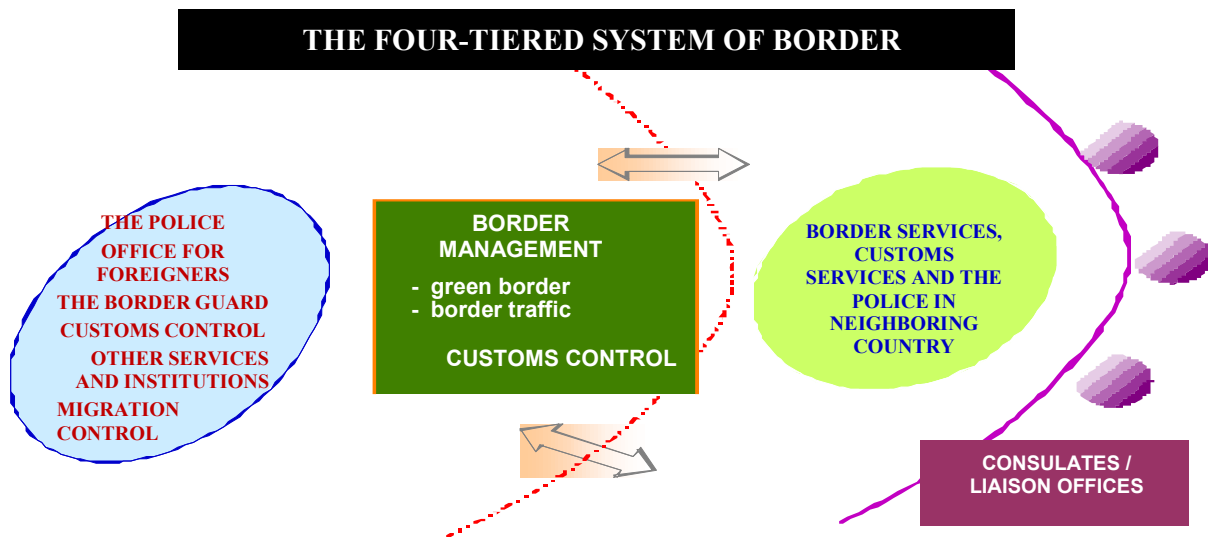 THE FOUR-TIERED SYSTEM OF BORDER
THE POLICE
OFFICE FOR
FOREIGNERS
THE BORDER GUARD
CUSTOMS CONTROL
OTHER SERVICES
AND INSTITUTIONS
MIGRATION
CONTROL
BORDER
MANAGEMENT
- green border
- border traffic
CUSTOMS CONTROL
BORDER SERVICES,
CUSTOMS
SERVICES AND THE
POLICE IN
NEIGHBORING
COUNTRY
CONSULATES /
LIAISON OFFICES